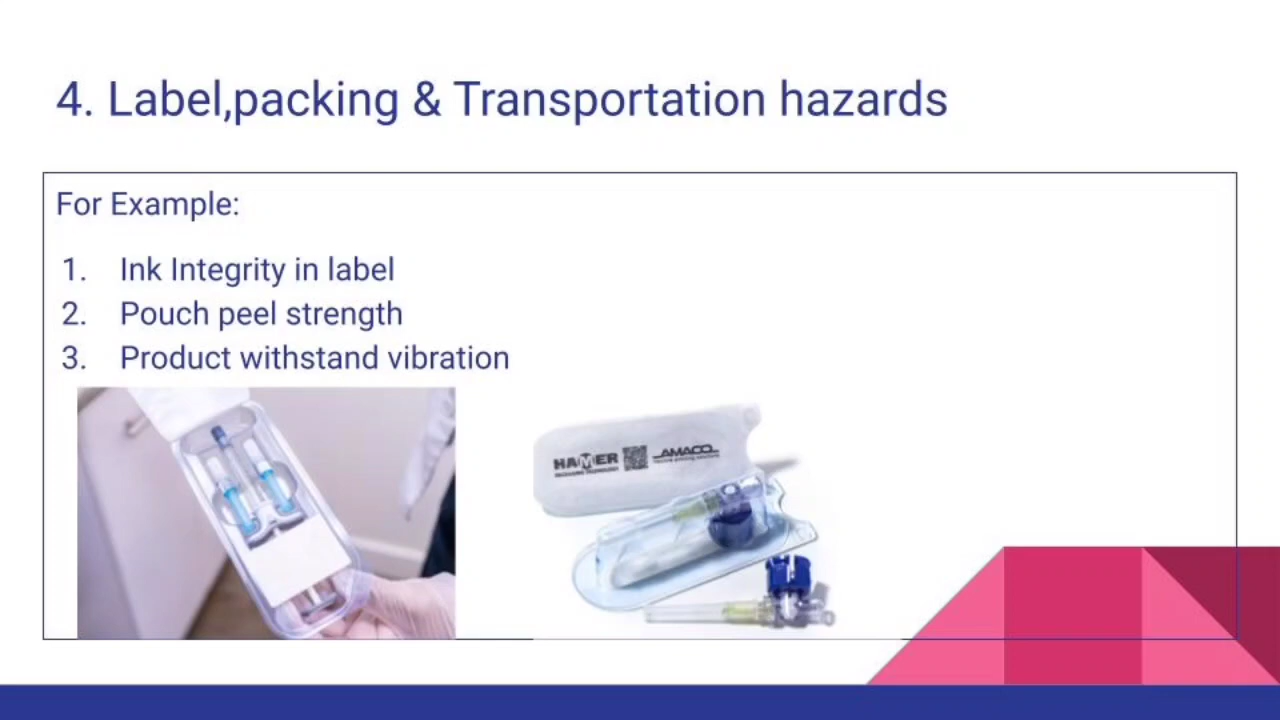 4. Label,packing & Transportation hazards
For Example:
1. Ink Integrity in label
2. Pouch peel strength
3. Product withstand vibration
HAMER
AMACO